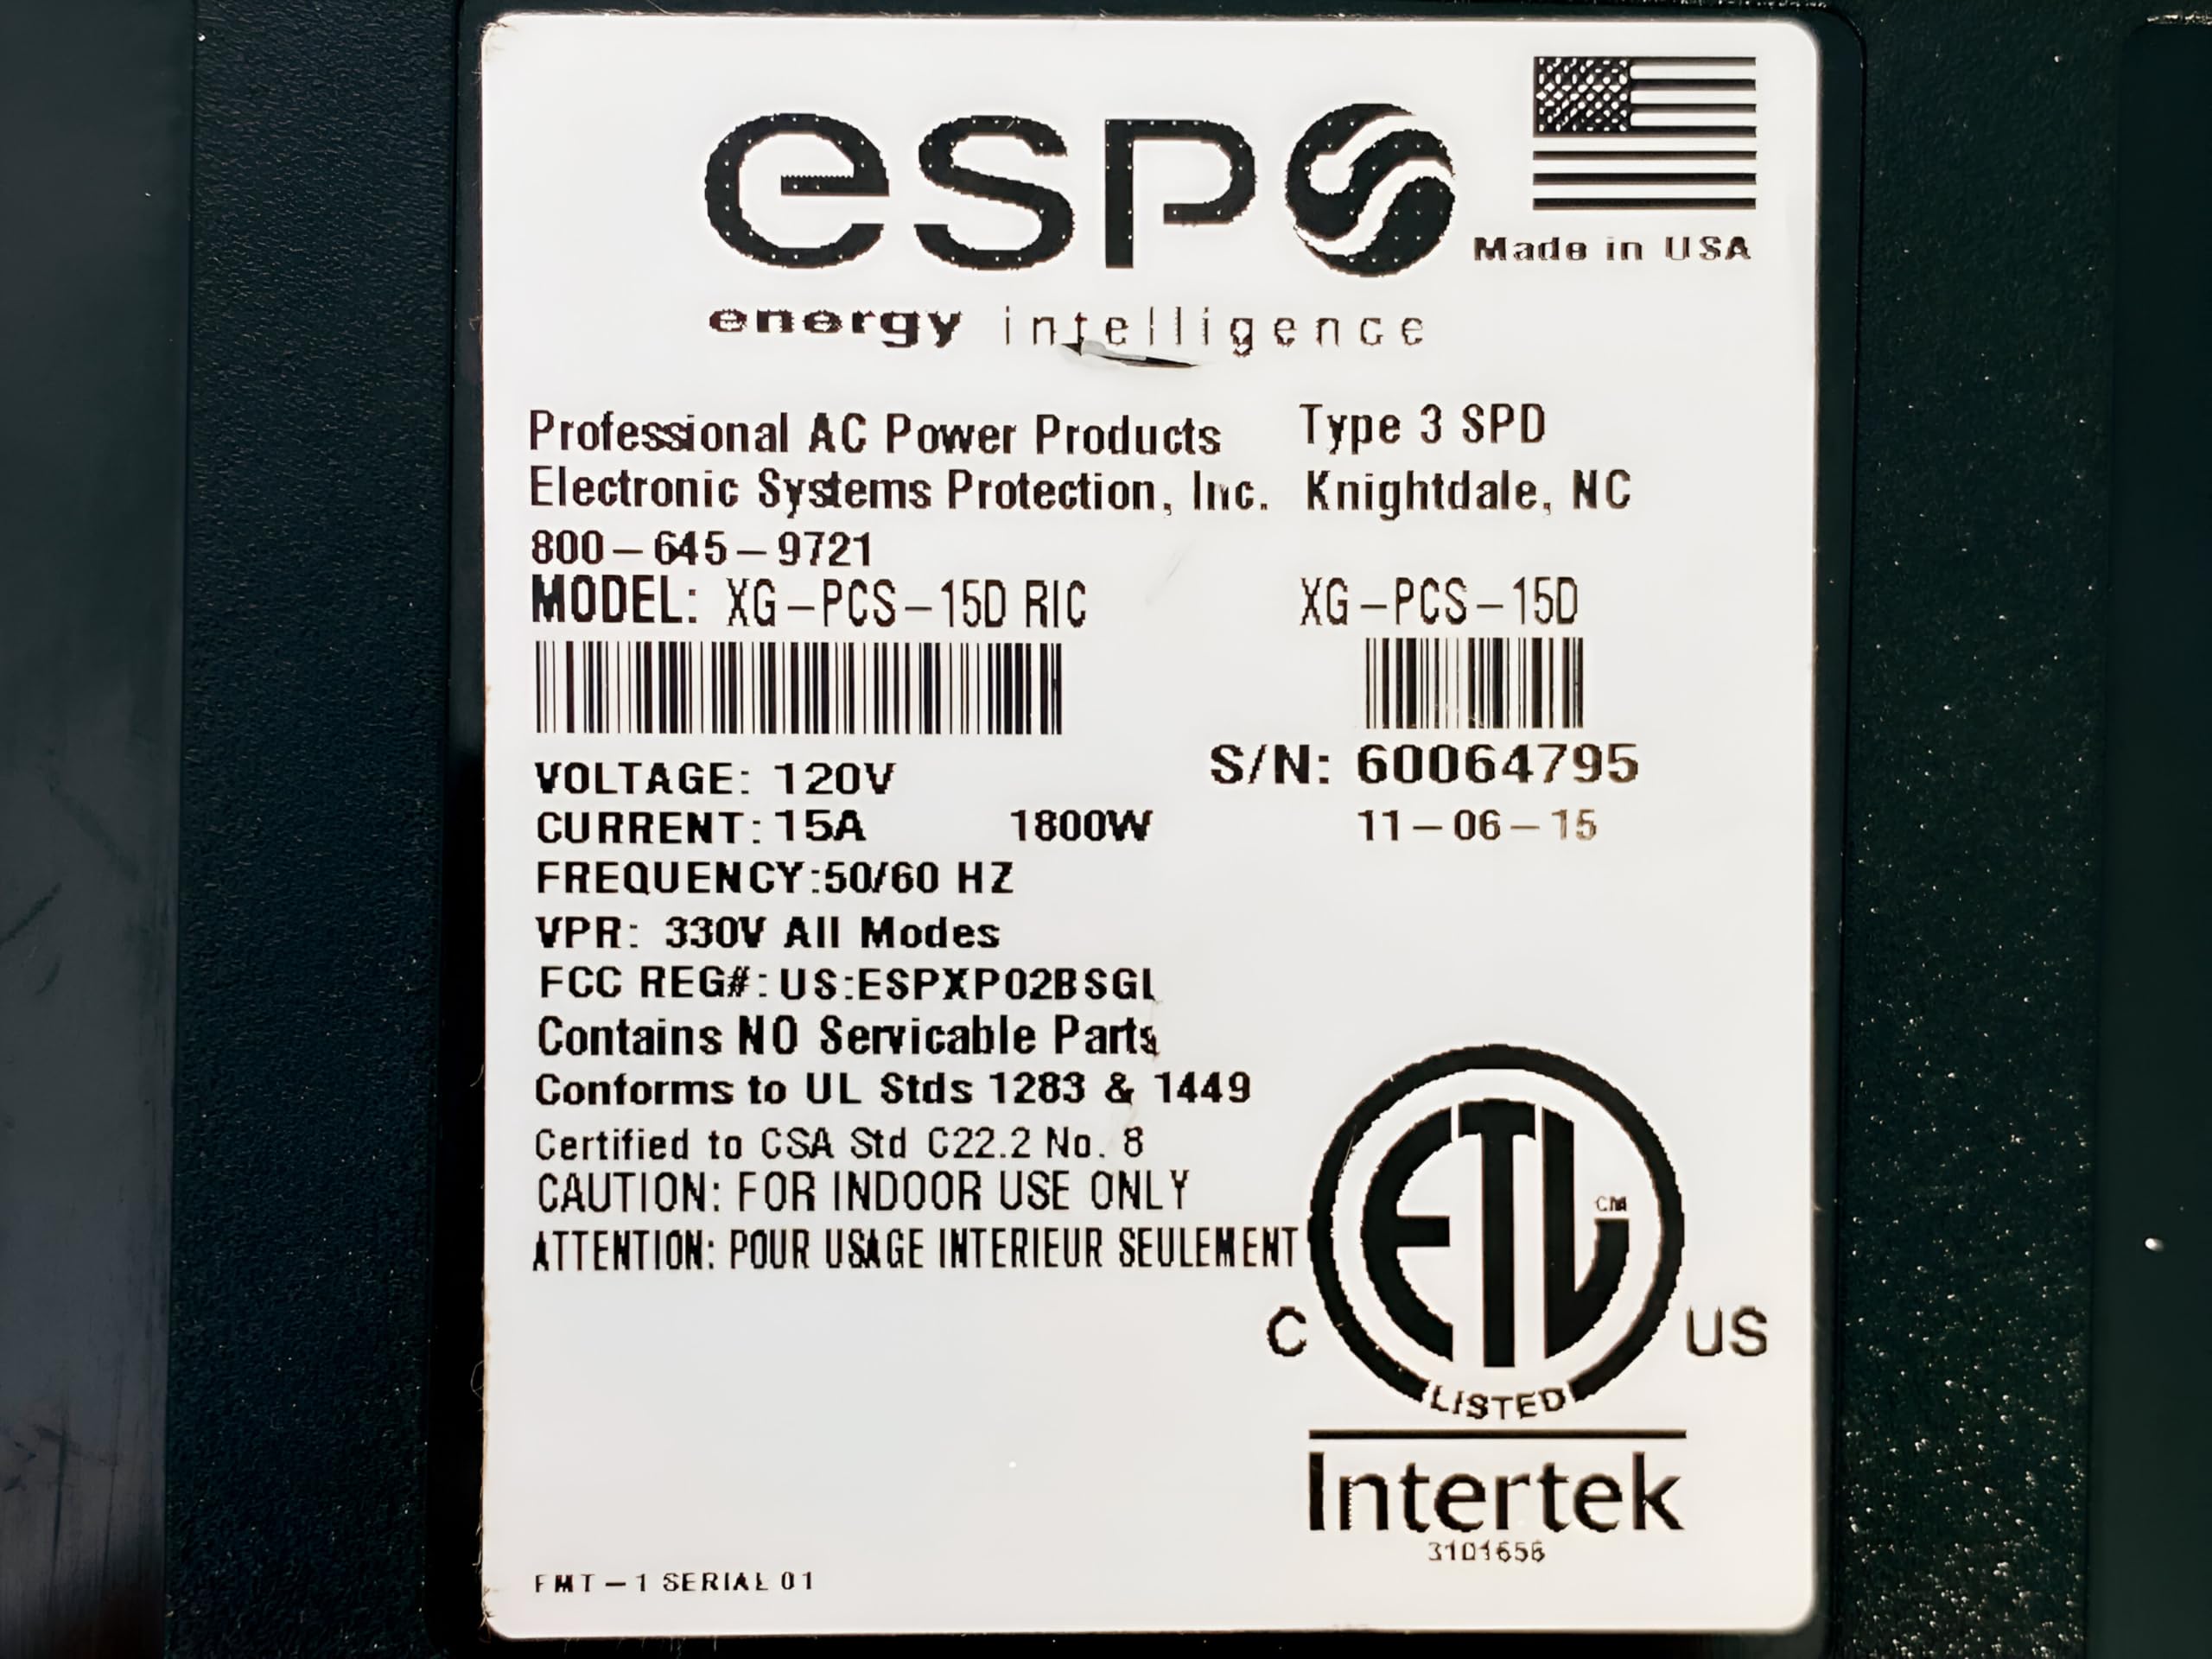 esp
Made in USA
energy intelligence
Professional AC Power Products Type 3 SPD
Electronic Systems Protection, Inc. Knightdale, NC
800-645-9721
MODEL: XG-PCS-15D RIC XG-PCS-15D
VOLTAGE: 120V S/N: 60064795
CURRENT: 15A 1800W 11-06-15
FREQUENCY:50/60 HZ
VPR: 330V All Modes
FCC REG#: US:ESPXP02BSGL
Contains NO Servicable Parts
Conforms to UL Stds 1283 & 1449
Certified to CSA Std C22.2 No. 8
CAUTION: FOR INDOOR USE ONLY
ATTENTION: POUR USAGE INTERIEUR SEULEMENT
ETL CM
C US
LISTED
Intertek
3101656
FMT-1 SERIAL 01